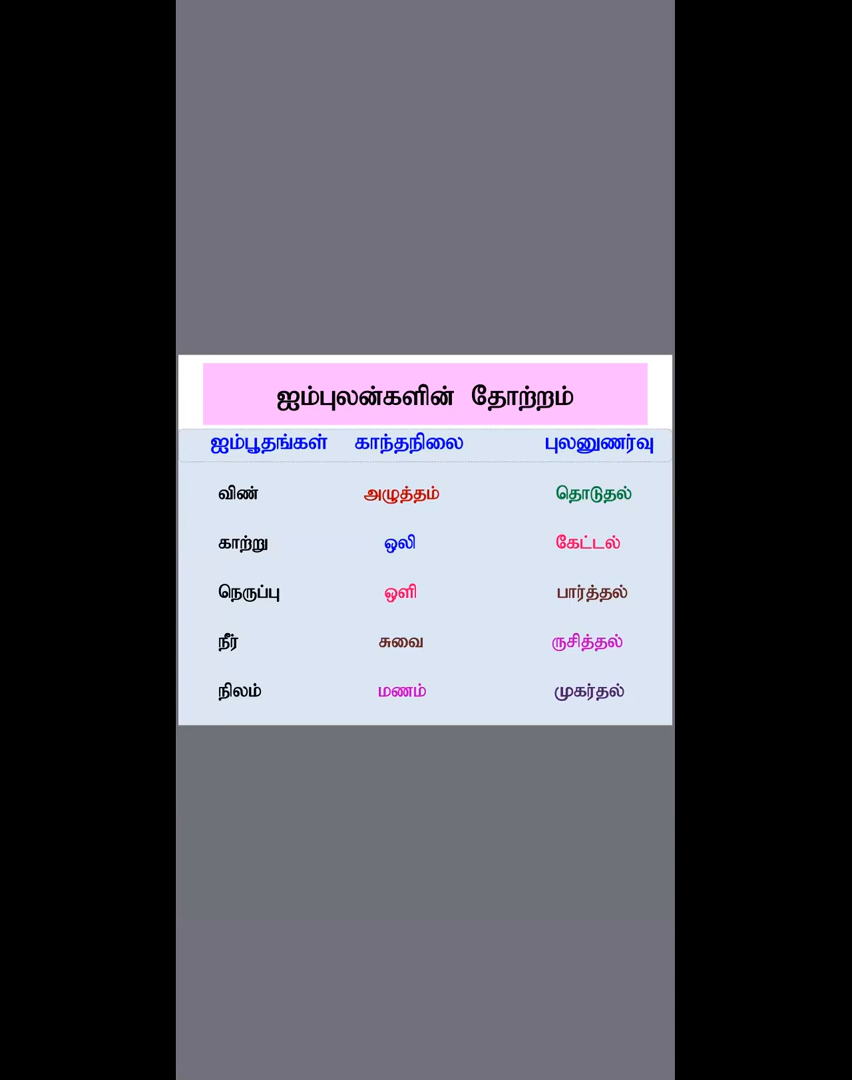 ஐம்புலன்களின் தோற்றம்
ஐம்பூதங்கள் காந்தநிலை புலனுணர்வு
விண் அழுத்தம் தொடுதல்
காற்று ஒலி கேட்டல்
நெருப்பு ஒளி பார்த்தல்
நீர் சுவை ருசித்தல்
நிலம் மணம் முகர்தல்